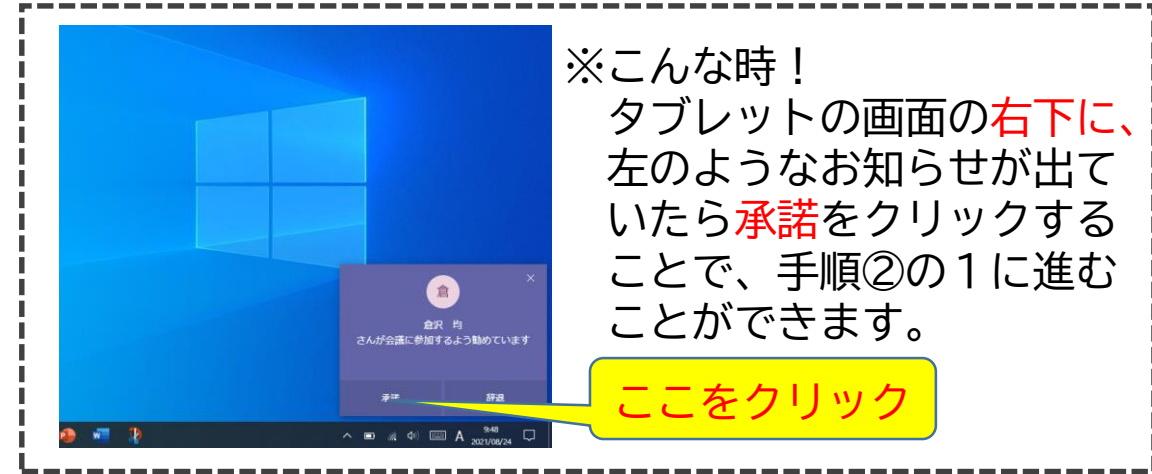 ※こんな時！
タブレットの画面の右下に、
左のようなお知らせが出て
いたら承諾をクリックする
ことで、手順②の１に進む
ことができます。
倉
倉沢 均
さんが会議に参加するよう勧めています
承諾
辞退
ここをクリック
A
9:48
2021/08/24